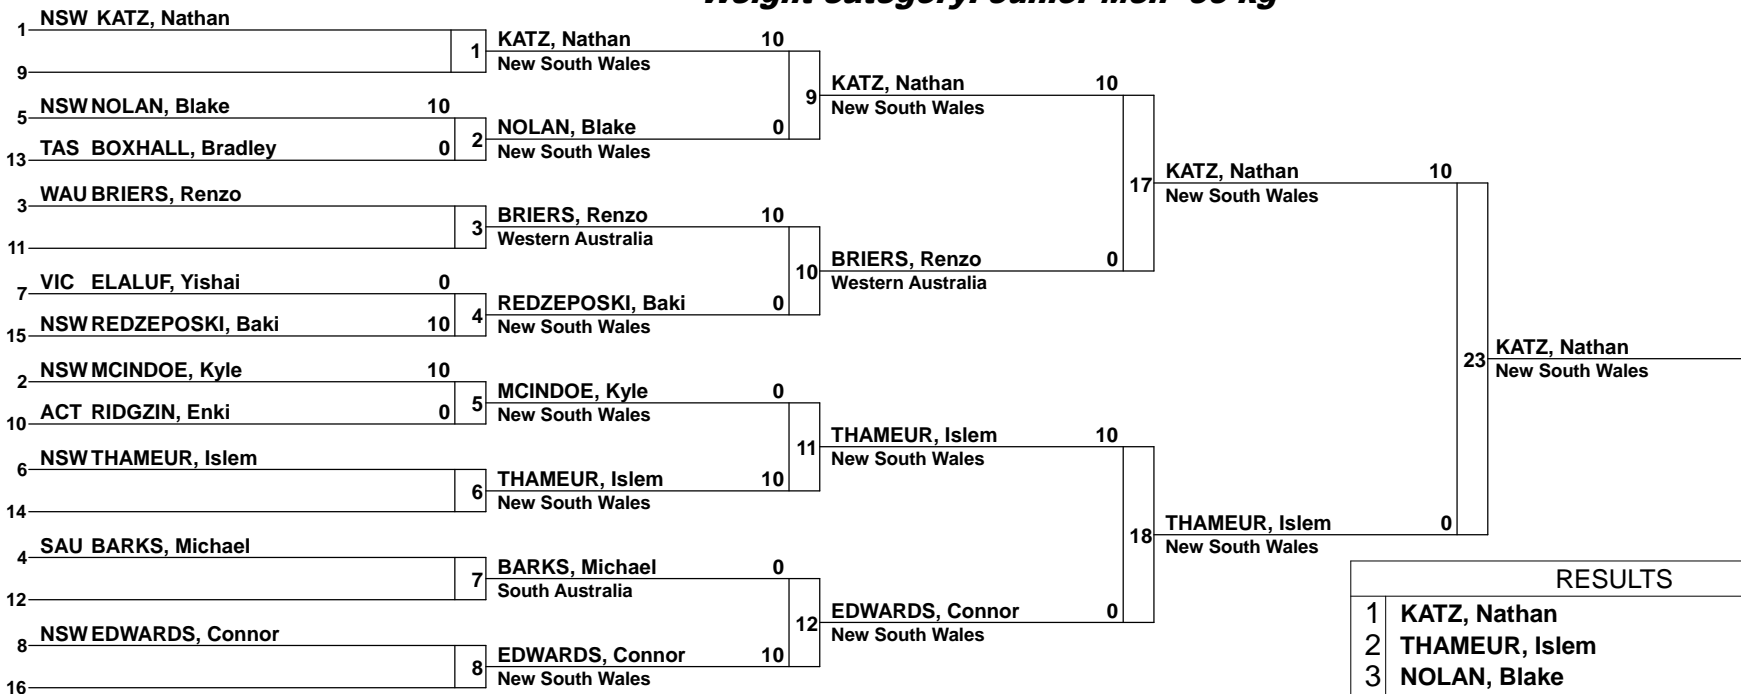 Weight Category: Junior Men -60 kg
1 NSW KATZ, Nathan
9
1
KATZ, Nathan 10
New South Wales
5 NSW NOLAN, Blake 10
13 TAS BOXHALL, Bradley 0
2
NOLAN, Blake 0
New South Wales
9
KATZ, Nathan 10
New South Wales
3 WAU BRIERS, Renzo
11
3
BRIERS, Renzo 10
Western Australia
7 VIC ELALUF, Yishai 0
15 NSW REDZEPOSKI, Baki 10
4
REDZEPOSKI, Baki 0
New South Wales
10
BRIERS, Renzo 0
Western Australia
17
KATZ, Nathan 10
New South Wales
2 NSW MCINDOE, Kyle 10
10 ACT RIDGZIN, Enki 0
5
MCINDOE, Kyle 0
New South Wales
6 NSW THAMEUR, Islem
14
6
THAMEUR, Islem 10
New South Wales
11
THAMEUR, Islem 10
New South Wales
4 SAU BARKS, Michael
12
7
BARKS, Michael 0
South Australia
8 NSW EDWARDS, Connor
16
8
EDWARDS, Connor 10
New South Wales
12
EDWARDS, Connor 0
New South Wales
18
THAMEUR, Islem 0
New South Wales
23
KATZ, Nathan
New South Wales
RESULTS
1 KATZ, Nathan
2 THAMEUR, Islem
3 NOLAN, Blake